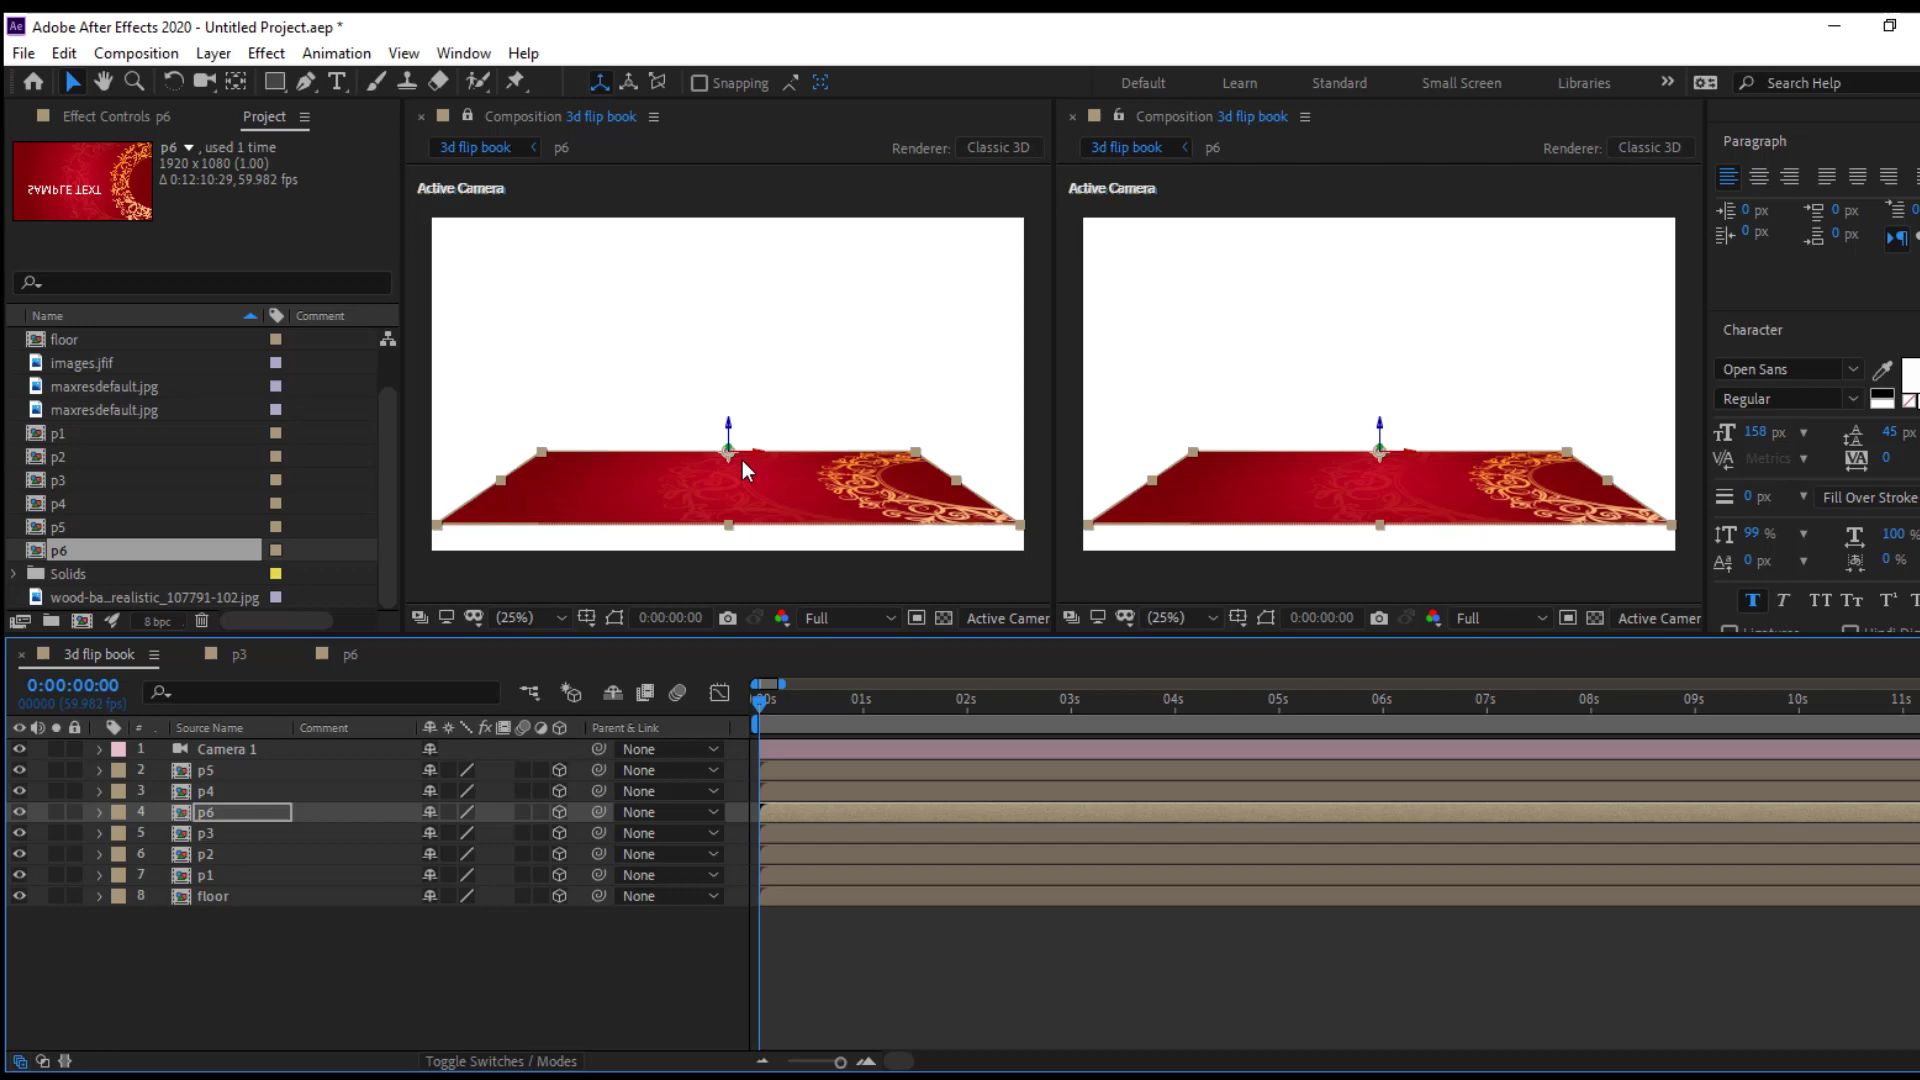 Ae Adobe After Effects 2020 - Untitled Project.aep *
File Edit Composition Layer Effect Animation View Window Help
Snapping Default Learn Standard Small Screen Libraries » Search Help
Effect Controls p6 Project
p6 , used 1 time
1920 x 1080 (1.00)
Δ 0:12:10:29, 59.982 fps
SAMPLE TEXT
Name Comment
floor
images.jfif
maxresdefault.jpg
maxresdefault.jpg
p1
p2
p3
p4
p5
p6
Solids
wood-ba...realistic_107791-102.jpg
8 bpc
Composition 3d flip book
3d flip book p6 Renderer: Classic 3D
Active Camera
(25%) 0:00:00:00 Full Active Camer
Composition 3d flip book
3d flip book p6 Renderer: Classic 3D
Active Camera
(25%) 0:00:00:00 Full Active Camer
Paragraph
0 px 0 px 0
0 px 0 px
Character
Open Sans
Regular
158 px 45 px
Metrics 0
0 px Fill Over Stroke
99 % 100 %
0 px 0 %
T T TT Tt T¹
3d flip book p3 p6
0:00:00:00
00000 (59.982 fps)
00s 01s 02s 03s 04s 05s 06s 07s 08s 09s 10s 11s
# Source Name Comment fx Parent & Link
1 Camera 1 None
2 p5 None
3 p4 None
4 p6 None
5 p3 None
6 p2 None
7 p1 None
8 floor None
Toggle Switches / Modes